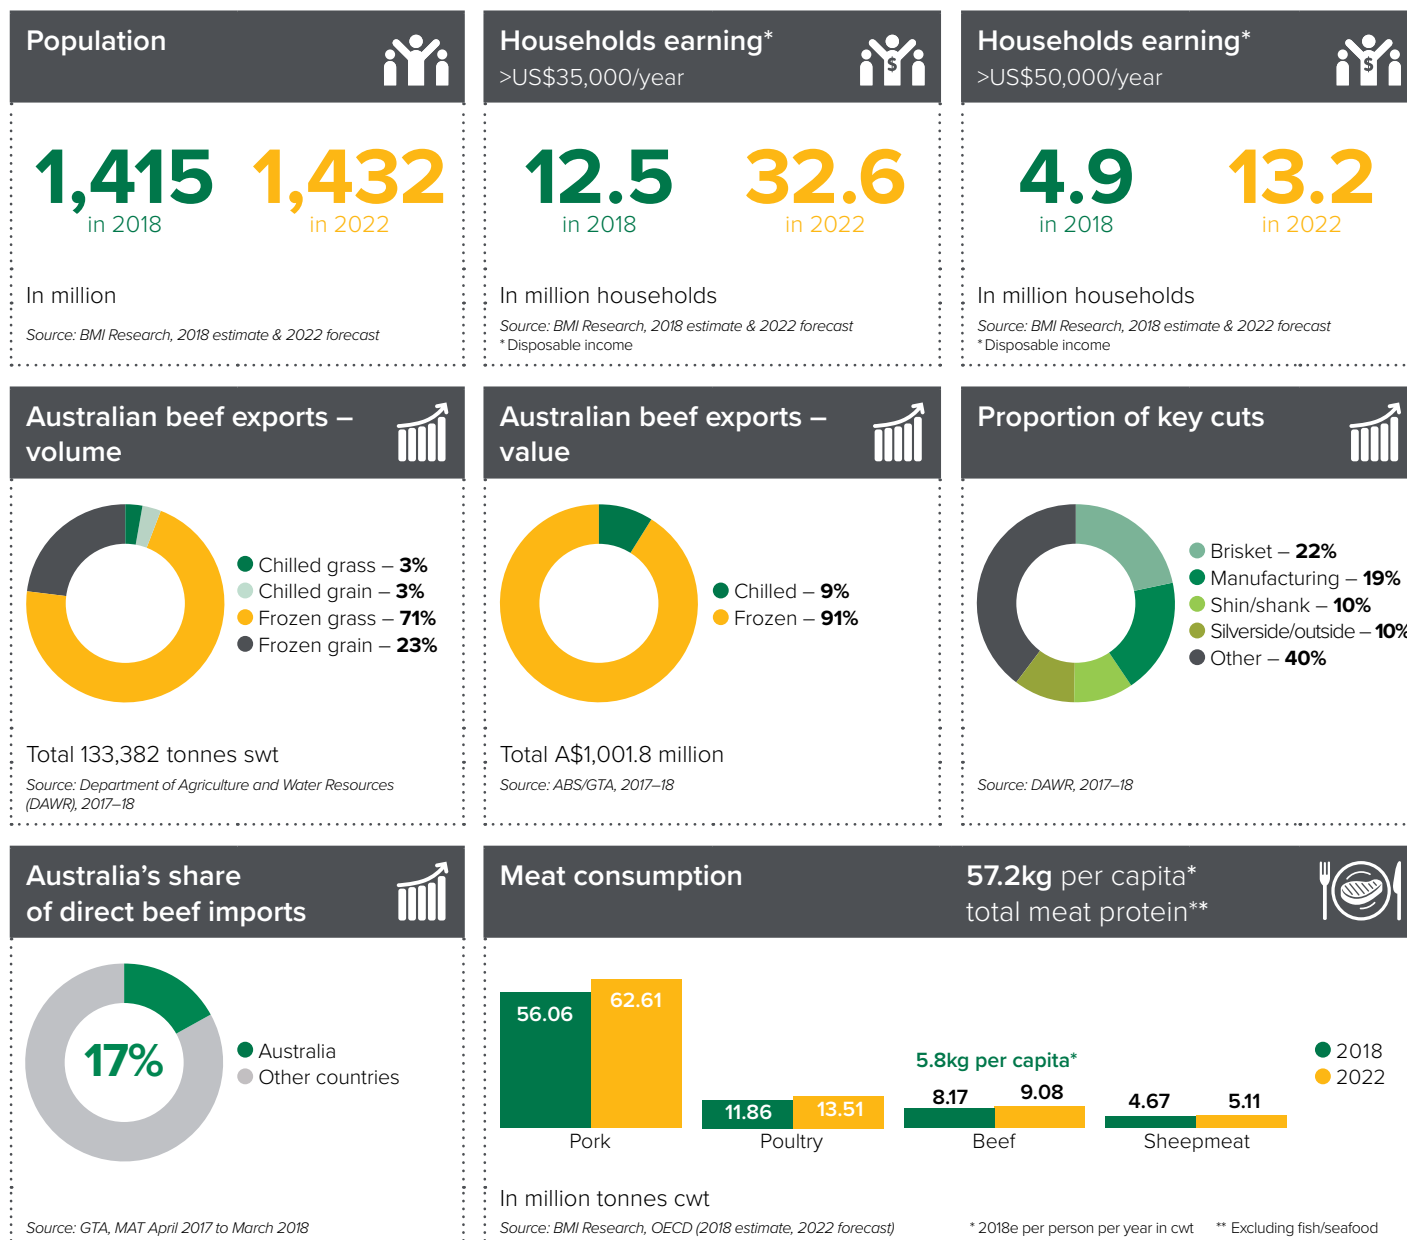 Population
1,415
in 2018
1,432
in 2022
In million
Source: BMI Research, 2018 estimate & 2022 forecast
Households earning*
>US$35,000/year
12.5
in 2018
32.6
in 2022
In million households
Source: BMI Research, 2018 estimate & 2022 forecast
* Disposable income
Households earning*
>US$50,000/year
4.9
in 2018
13.2
in 2022
In million households
Source: BMI Research, 2018 estimate & 2022 forecast
* Disposable income
Australian beef exports –
volume
Chilled grass – 3%
Chilled grain – 3%
Frozen grass – 71%
Frozen grain – 23%
Total 133,382 tonnes swt
Source: Department of Agriculture and Water Resources
(DAWR), 2017–18
Australian beef exports –
value
Chilled – 9%
Frozen – 91%
Total A$1,001.8 million
Source: ABS/GTA, 2017–18
Proportion of key cuts
Brisket – 22%
Manufacturing – 19%
Shin/shank – 10%
Silverside/outside – 10%
Other – 40%
Source: DAWR, 2017–18
Australia's share
of direct beef imports
17%
Australia
Other countries
Source: GTA, MAT April 2017 to March 2018
Meat consumption
57.2kg per capita*
total meat protein**
56.06
62.61
Pork
11.86
13.51
Poultry
5.8kg per capita*
8.17
9.08
Beef
4.67
5.11
Sheepmeat
2018
2022
In million tonnes cwt
Source: BMI Research, OECD (2018 estimate, 2022 forecast)
* 2018e per person per year in cwt
** Excluding fish/seafood